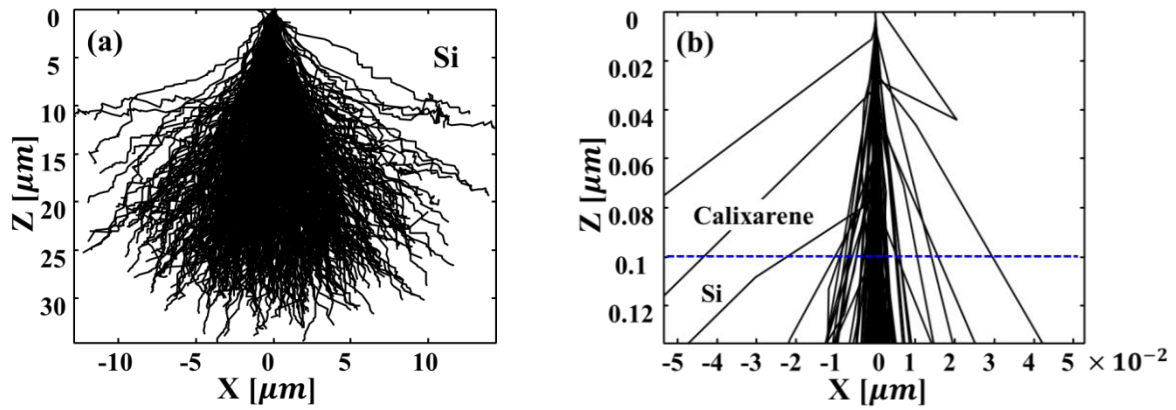 (a)
Si
0
5
10
15
20
25
30
Z [μm]
-10 -5 0 5 10
X [μm]
(b)
0
0.02
0.04
0.06
0.08
0.1
0.12
Z [μm]
Calixarene
Si
-5 -4 -3 -2 -1 0 1 2 3 4 5 × 10⁻²
X [μm]